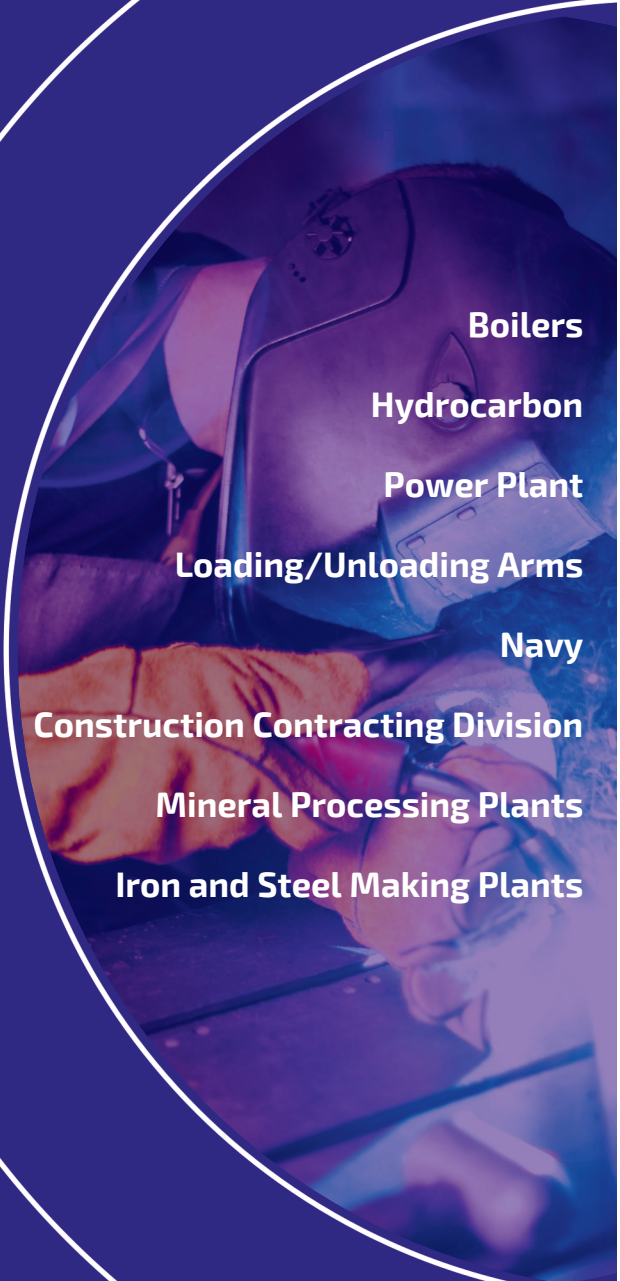 Boilers
Hydrocarbon
Power Plant
Loading/Unloading Arms
Navy
Construction Contracting Division
Mineral Processing Plants
Iron and Steel Making Plants